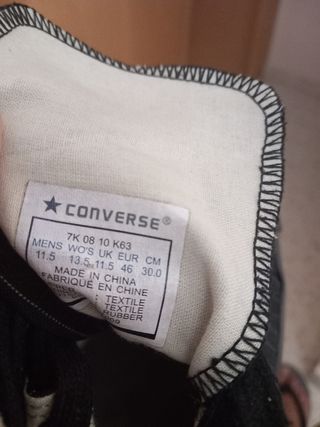 CONVERSE®
7K 08 10 K63
MENS WO'S UK EUR CM
11.5 13.5 11.5 46 30.0
MADE IN CHINA
FABRIQUÉ EN CHINE
: TEXTILE
TEXTILE
RUBBER